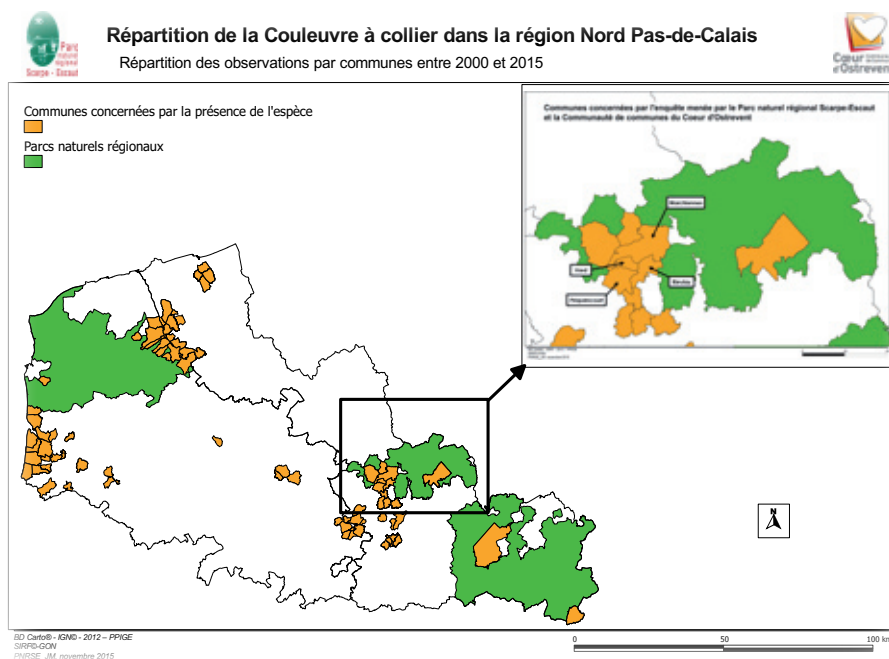 Parc
naturel
régional
Scarpe - Escaut
Répartition de la Couleuvre à collier dans la région Nord Pas-de-Calais
Répartition des observations par communes entre 2000 et 2015
Cœur
d'Ostrevent
Communes concernées par la présence de l'espèce
Parcs naturels régionaux
Communes concernées par l'enquête menée par le Parc naturel régional Scarpe-Escaut
et la Communauté de communes du Coeur d'Ostrevent
Marchiennes
Pecquencourt
N
BD Carto® - IGN© - 2012 – PPIGE
SIRF©-GON
PNRSE, JM, novembre 2015
0 50 100 km